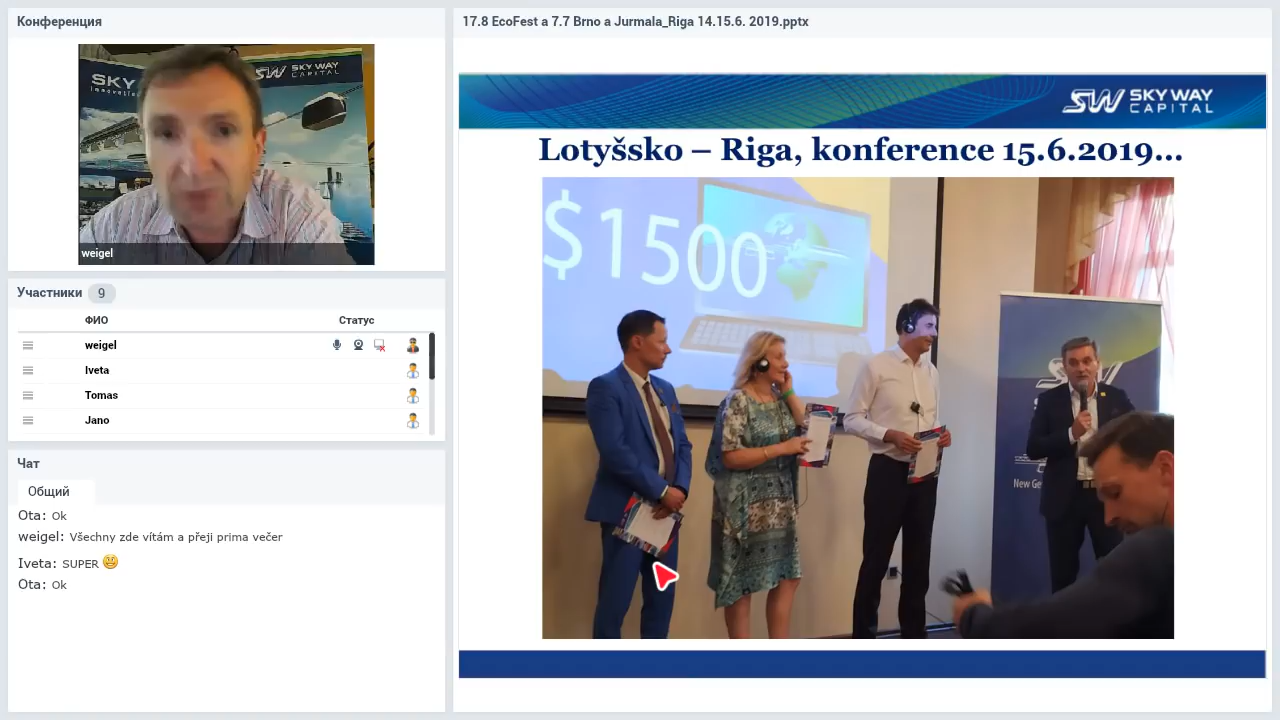 Конференция
SKY
SW SKY WAY
CAPITAL
weigel
Участники 9
ФИО Статус
weigel
Iveta
Tomas
Jano
Чат
Общий
Ota: Ok
weigel: Všechny zde vítám a přeji prima večer
Iveta: SUPER
Ota: Ok
17.8 EcoFest a 7.7 Brno a Jurmala_Riga 14.15.6. 2019.pptx
SW SKY WAY
CAPITAL
Lotyšsko – Riga, konference 15.6.2019...
$1500
New Ge